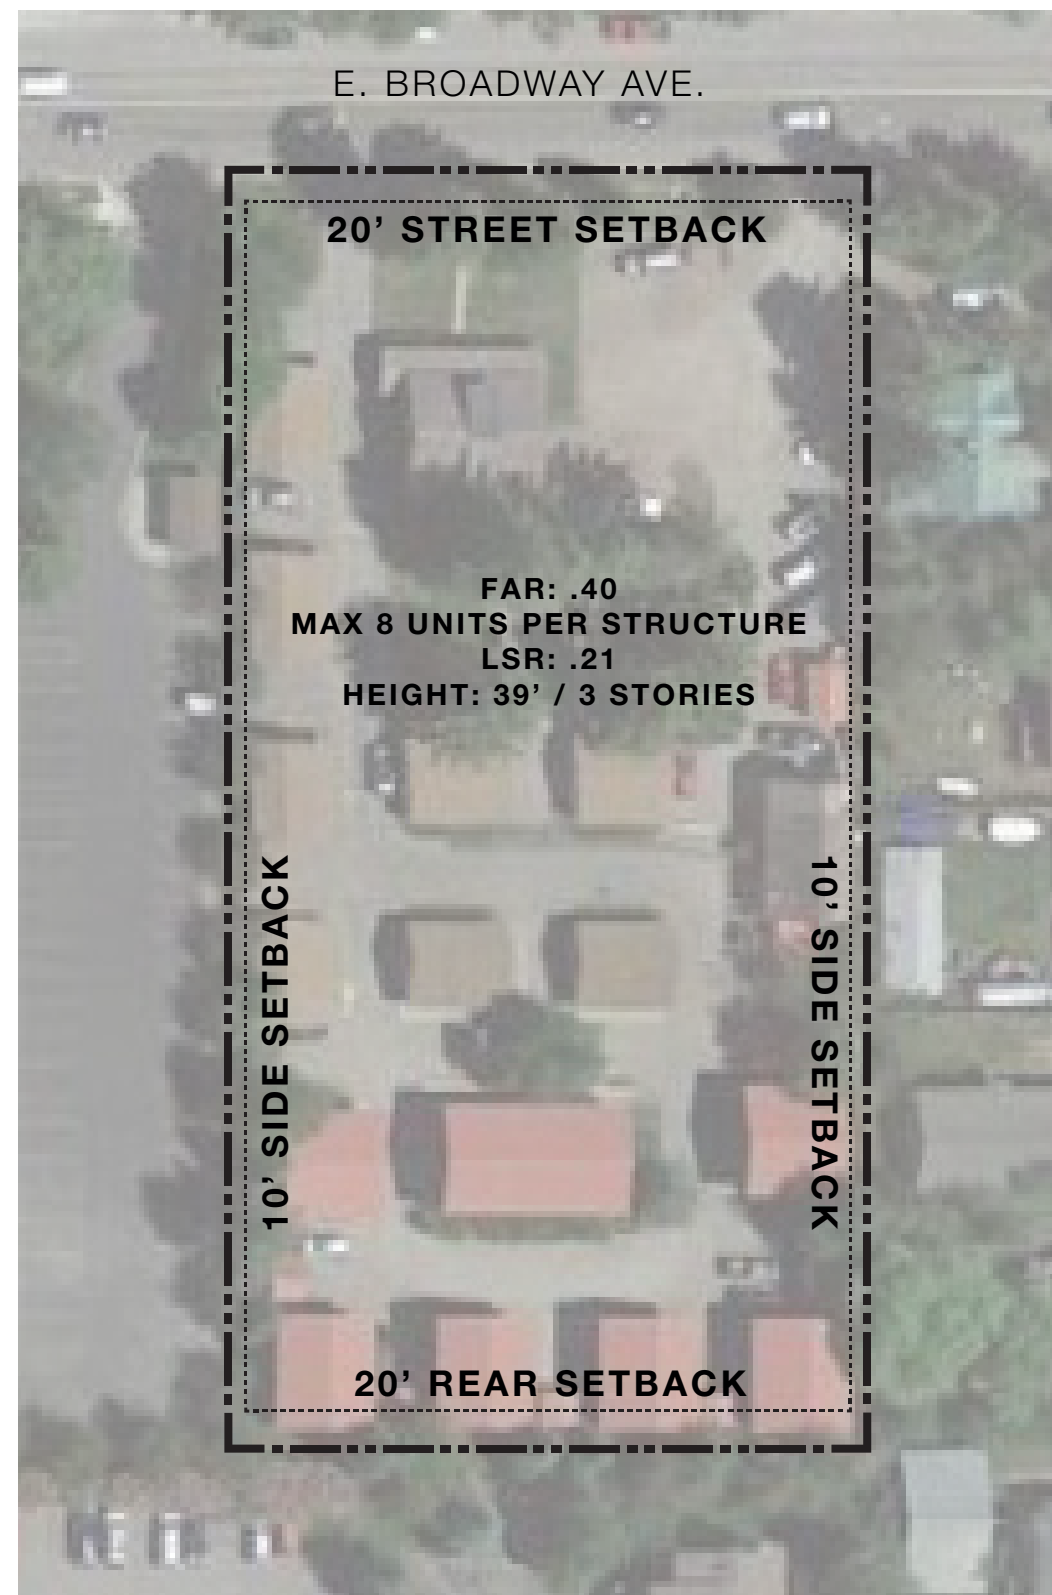 E. BROADWAY AVE.
20’ STREET SETBACK
FAR: .40
MAX 8 UNITS PER STRUCTURE
LSR: .21
HEIGHT: 39’ / 3 STORIES
10’ SIDE SETBACK
10’ SIDE SETBACK
20’ REAR SETBACK